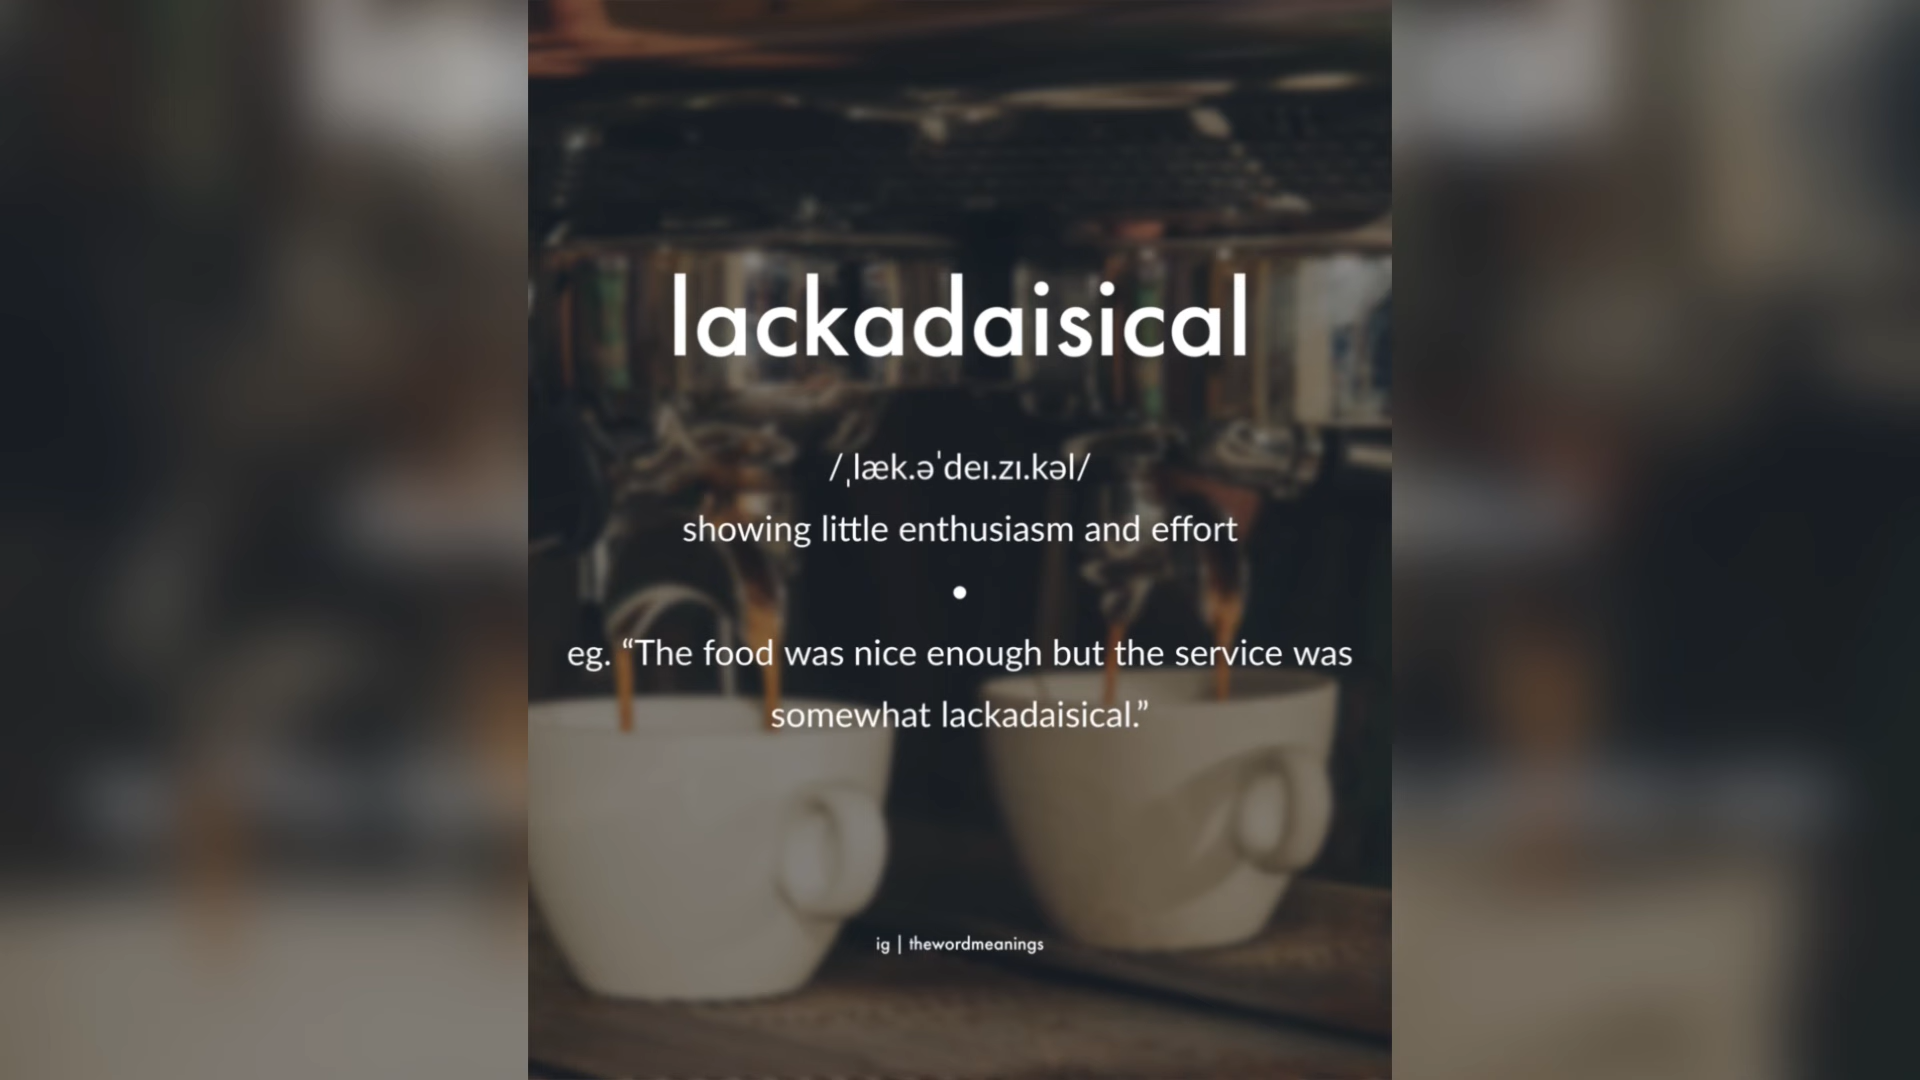 lackadaisical
/ˌlæk.əˈdeɪ.zɪ.kəl/
showing little enthusiasm and effort
•
eg. “The food was nice enough but the service was
somewhat lackadaisical.”
ig | thewordmeanings